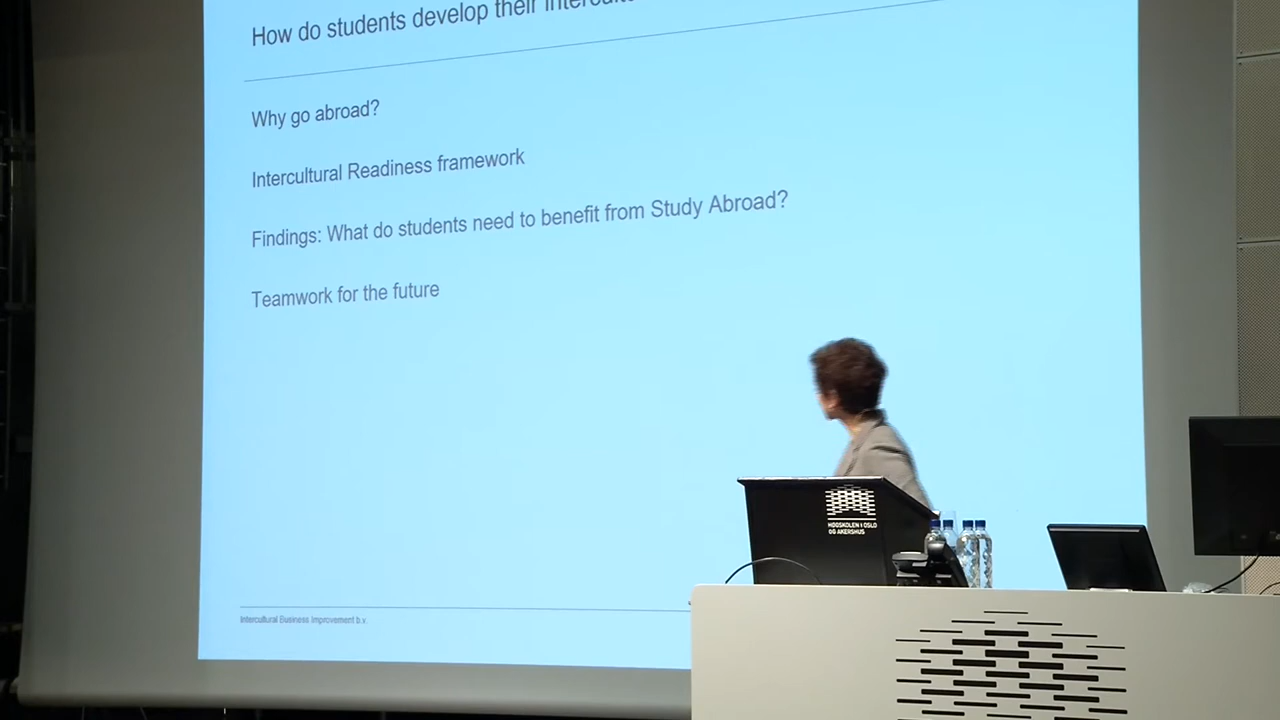 How do students develop their
Why go abroad?
Intercultural Readiness framework
Findings: What do students need to benefit from Study Abroad?
Teamwork for the future
Intercultural Business Improvement b.v.
HØGSKOLEN I OSLO
OG AKERSHUS